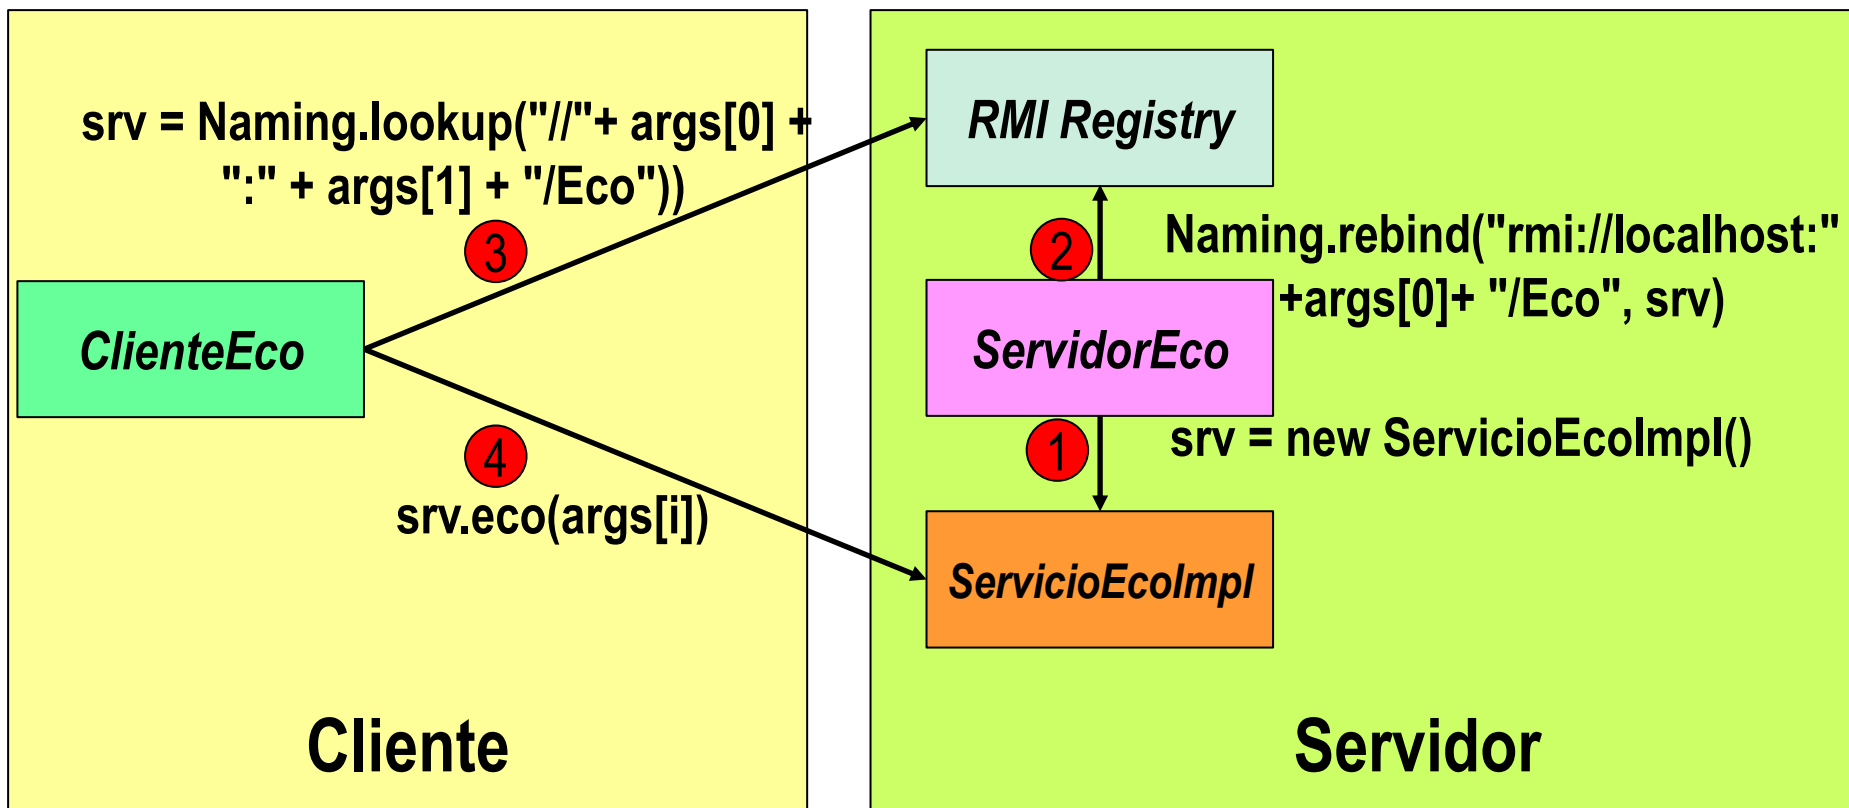 srv = Naming.lookup("//"+ args[0] +
":" + args[1] + "/Eco"))
3
ClienteEco
4
srv.eco(args[i])
Cliente
RMI Registry
2
Naming.rebind("rmi://localhost:"
+args[0]+ "/Eco", srv)
ServidorEco
1
srv = new ServicioEcoImpl()
ServicioEcoImpl
Servidor